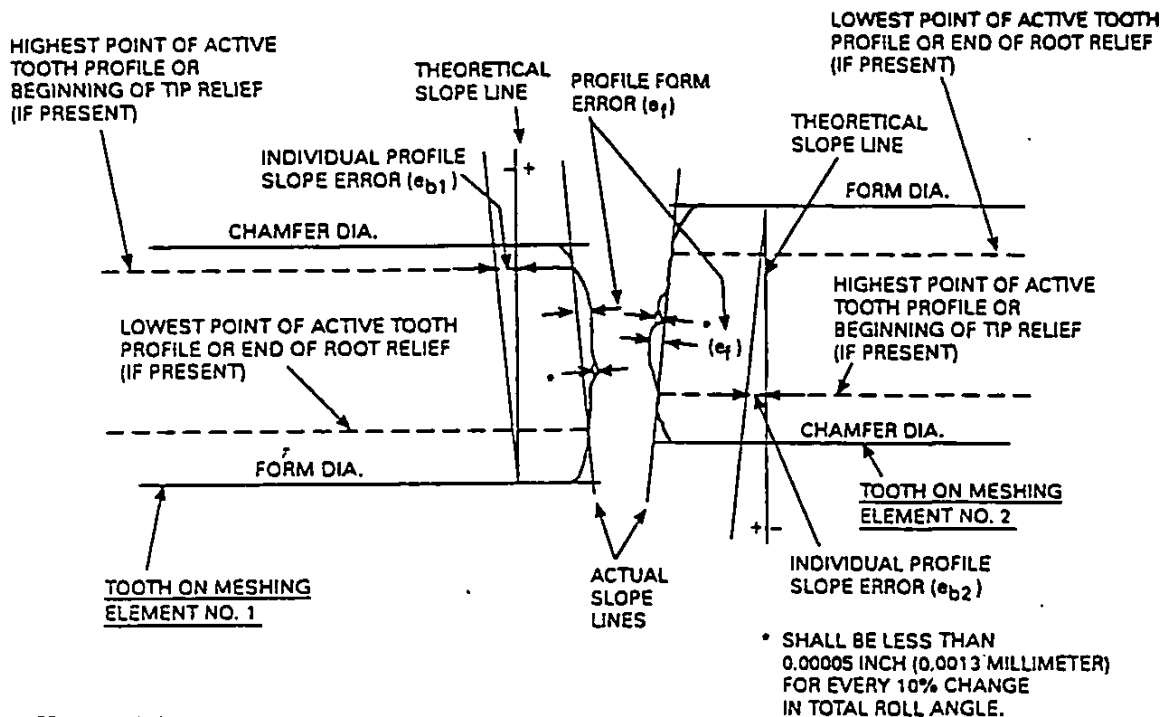 HIGHEST POINT OF ACTIVE
TOOTH PROFILE OR
BEGINNING OF TIP RELIEF
(IF PRESENT)
THEORETICAL
SLOPE LINE
PROFILE FORM
ERROR (ef)
LOWEST POINT OF ACTIVE TOOTH
PROFILE OR END OF ROOT RELIEF
(IF PRESENT)
THEORETICAL
SLOPE LINE
INDIVIDUAL PROFILE
SLOPE ERROR (eb1)
- +
FORM DIA.
CHAMFER DIA.
HIGHEST POINT OF ACTIVE
TOOTH PROFILE OR
BEGINNING OF TIP RELIEF
(IF PRESENT)
LOWEST POINT OF ACTIVE TOOTH
PROFILE OR END OF ROOT RELIEF
(IF PRESENT)
*
(ef)
*
CHAMFER DIA.
FORM DIA.
TOOTH ON MESHING
ELEMENT NO. 2
+ -
TOOTH ON MESHING
ELEMENT NO. 1
ACTUAL
SLOPE
LINES
INDIVIDUAL PROFILE
SLOPE ERROR (eb2)
* SHALL BE LESS THAN
0.00005 INCH (0.0013 MILLIMETER)
FOR EVERY 10% CHANGE
IN TOTAL ROLL ANGLE.